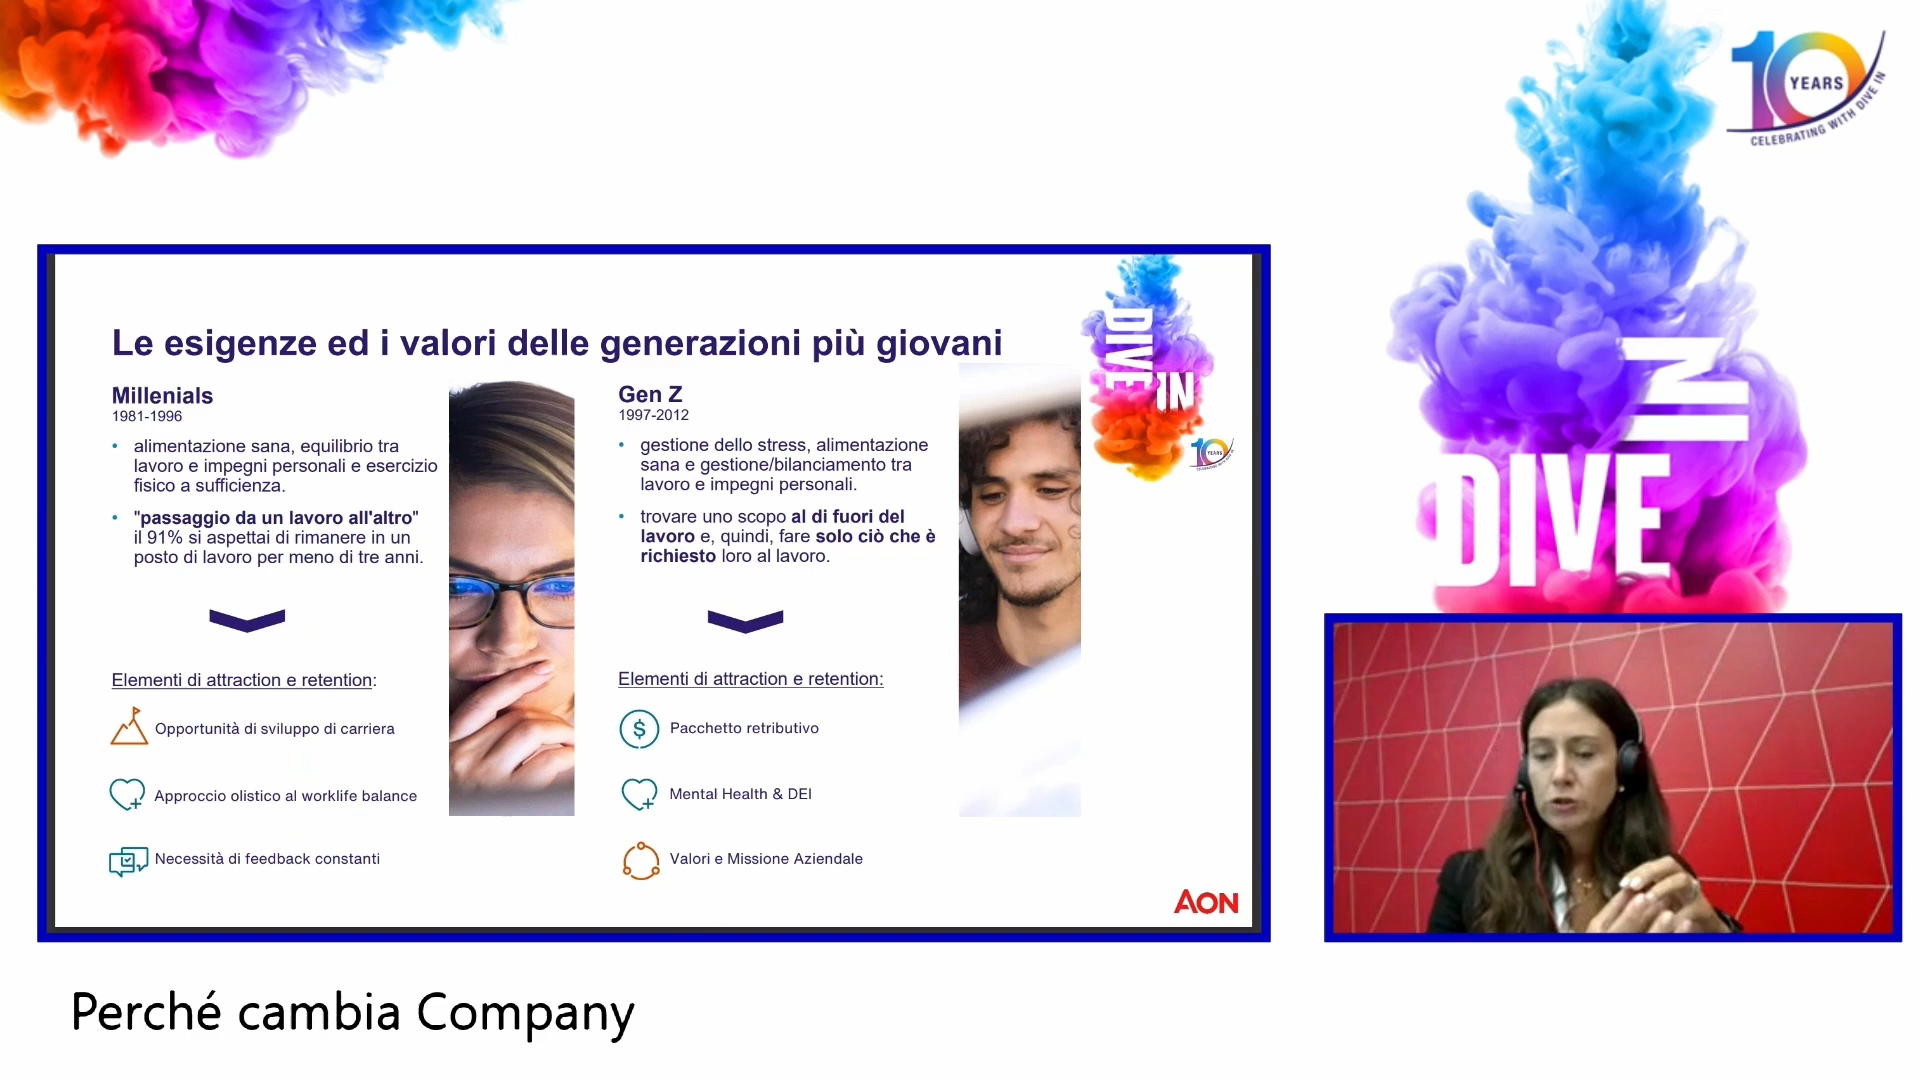 10 YEARS
CELEBRATING WITH DIVE IN
Le esigenze ed i valori delle generazioni più giovani
DIVE IN
10 YEARS
Millenials
1981-1996
• alimentazione sana, equilibrio tra
lavoro e impegni personali e esercizio
fisico a sufficienza.
• "passaggio da un lavoro all'altro"
il 91% si aspettai di rimanere in un
posto di lavoro per meno di tre anni.
Elementi di attraction e retention:
Opportunità di sviluppo di carriera
Approccio olistico al worklife balance
Necessità di feedback constanti
Gen Z
1997-2012
• gestione dello stress, alimentazione
sana e gestione/bilanciamento tra
lavoro e impegni personali.
• trovare uno scopo al di fuori del
lavoro e, quindi, fare solo ciò che è
richiesto loro al lavoro.
Elementi di attraction e retention:
Pacchetto retributivo
Mental Health & DEI
Valori e Missione Aziendale
AON
DIVE IN
Perché cambia Company